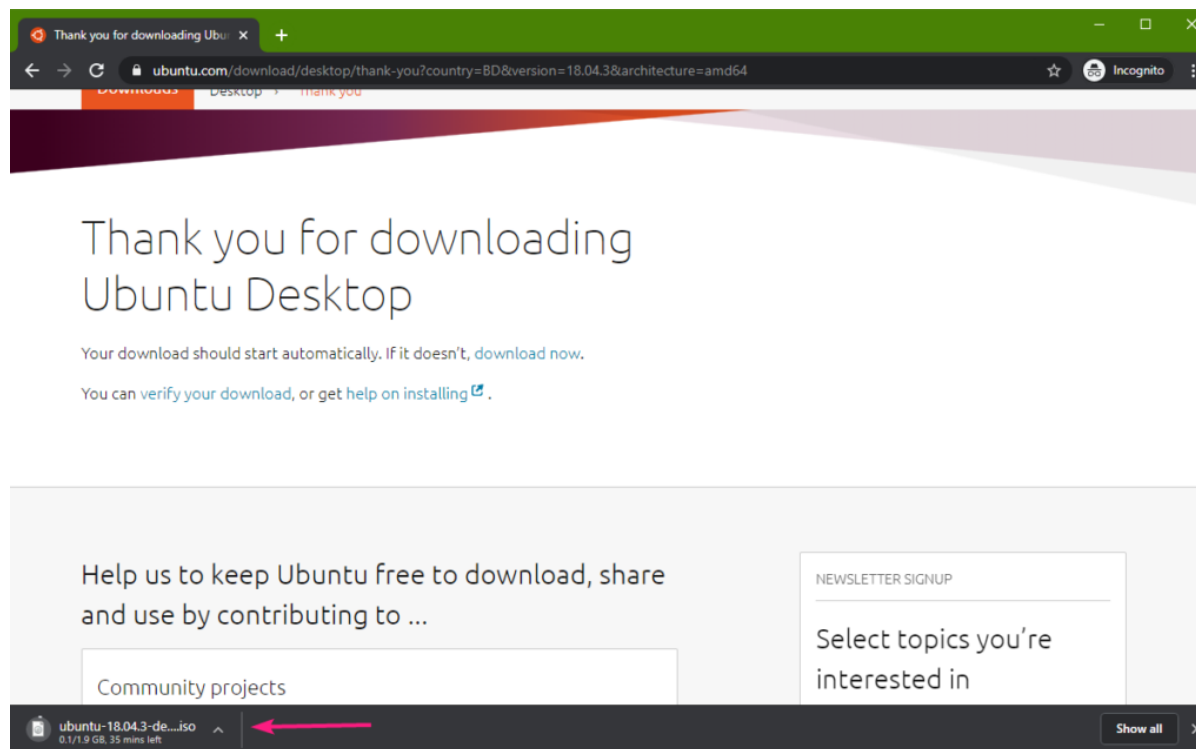 Thank you for downloading Ubu
ubuntu.com/download/desktop/thank-you?country=BD&version=18.04.3&architecture=amd64
Incognito
Downloads Desktop › Thank you
Thank you for downloading
Ubuntu Desktop
Your download should start automatically. If it doesn't, download now.
You can verify your download, or get help on installing .
Help us to keep Ubuntu free to download, share
and use by contributing to ...
Community projects
NEWSLETTER SIGNUP
Select topics you're
interested in
ubuntu-18.04.3-de....iso
0.1/1.9 GB, 35 mins left
Show all